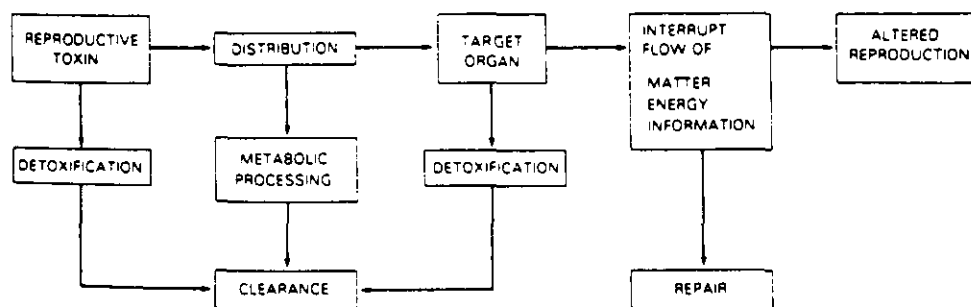 REPRODUCTIVE
TOXIN
DISTRIBUTION
TARGET
ORGAN
INTERRUPT
FLOW OF
MATTER
ENERGY
INFORMATION
ALTERED
REPRODUCTION
DETOXIFICATION
METABOLIC
PROCESSING
DETOXIFICATION
CLEARANCE
REPAIR